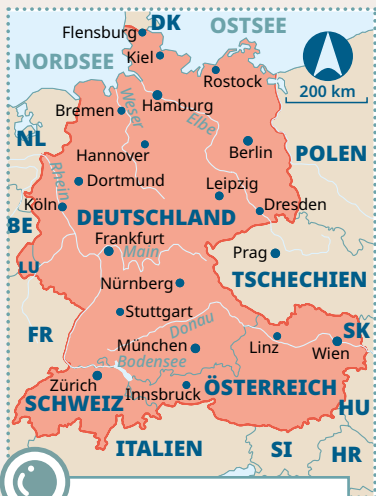 DK
OSTSEE
Flensburg
NORDSEE
Kiel
Rostock
200 km
Bremen
Weser
Hamburg
Elbe
NL
Hannover
Berlin
POLEN
Rhein
Dortmund
Leipzig
Köln
Dresden
BE
DEUTSCHLAND
Frankfurt
Main
Prag
LU
TSCHECHIEN
Nürnberg
Stuttgart
Donau
FR
SK
München
Linz
Wien
Bodensee
Zürich
Innsbruck
ÖSTERREICH
SCHWEIZ
HU
ITALIEN
SI
HR